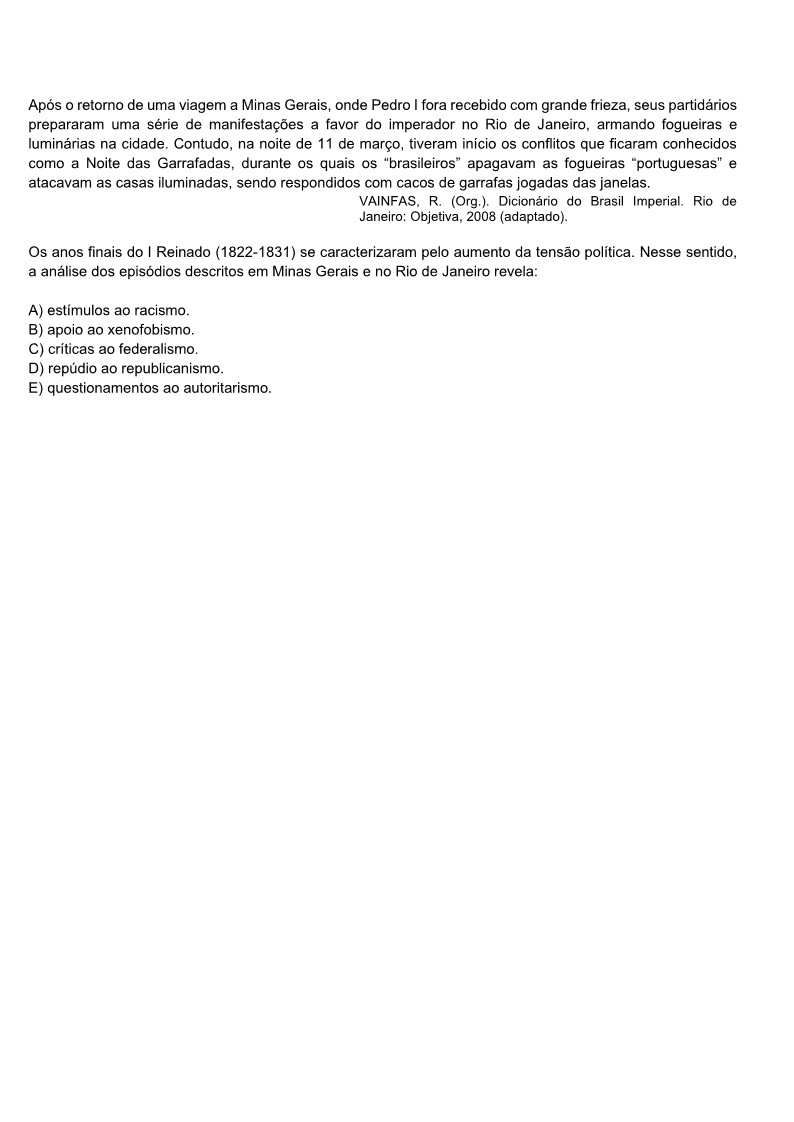 Após o retorno de uma viagem a Minas Gerais, onde Pedro I fora recebido com grande frieza, seus partidários
prepararam uma série de manifestações a favor do imperador no Rio de Janeiro, armando fogueiras e
luminárias na cidade. Contudo, na noite de 11 de março, tiveram início os conflitos que ficaram conhecidos
como a Noite das Garrafadas, durante os quais os “brasileiros” apagavam as fogueiras “portuguesas” e
atacavam as casas iluminadas, sendo respondidos com cacos de garrafas jogadas das janelas.
VAINFAS, R. (Org.). Dicionário do Brasil Imperial. Rio de
Janeiro: Objetiva, 2008 (adaptado).
Os anos finais do I Reinado (1822-1831) se caracterizaram pelo aumento da tensão política. Nesse sentido,
a análise dos episódios descritos em Minas Gerais e no Rio de Janeiro revela:
A) estímulos ao racismo.
B) apoio ao xenofobismo.
C) críticas ao federalismo.
D) repúdio ao republicanismo.
E) questionamentos ao autoritarismo.